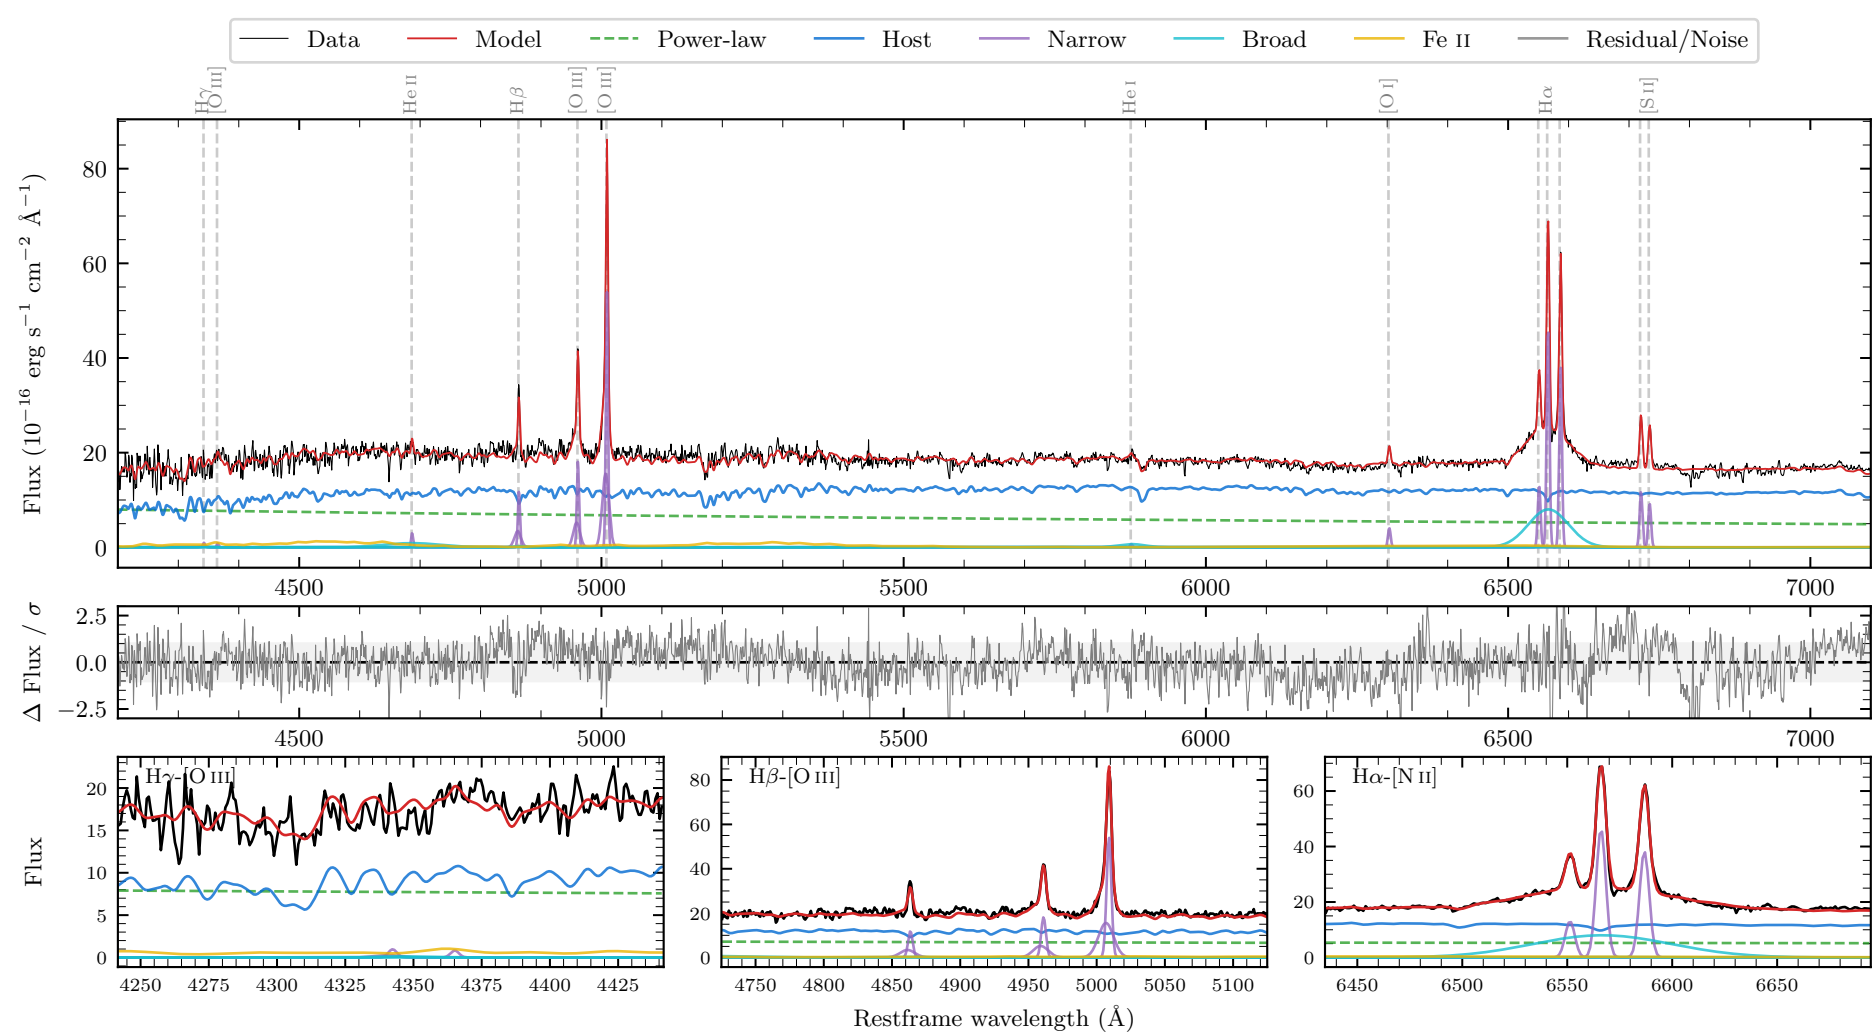 Data Model Power-law Host Narrow Broad Fe II Residual/Noise
Hγ [O III] He II Hβ [O III] [O III] He I [O I] Hα [S II]
Flux (10−16 erg s−1 cm−2 Å−1)
80
60
40
20
0
4500 5000 5500 6000 6500 7000
Δ Flux / σ
2.5
0.0
−2.5
4500 5000 5500 6000 6500 7000
Flux
Hγ-[O III]
20
15
10
5
0
4250 4275 4300 4325 4350 4375 4400 4425
Hβ-[O III]
80
60
40
20
0
4750 4800 4850 4900 4950 5000 5050 5100
Hα-[N II]
60
40
20
0
6450 6500 6550 6600 6650
Restframe wavelength (Å)